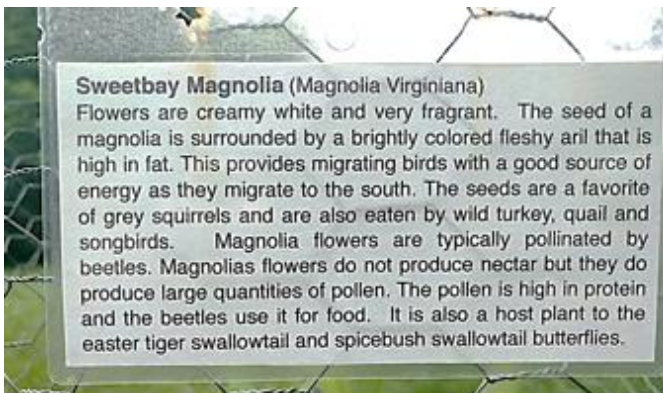 Sweetbay Magnolia (Magnolia Virginiana)
Flowers are creamy white and very fragrant. The seed of a
magnolia is surrounded by a brightly colored fleshy aril that is
high in fat. This provides migrating birds with a good source of
energy as they migrate to the south. The seeds are a favorite
of grey squirrels and are also eaten by wild turkey, quail and
songbirds. Magnolia flowers are typically pollinated by
beetles. Magnolias flowers do not produce nectar but they do
produce large quantities of pollen. The pollen is high in protein
and the beetles use it for food. It is also a host plant to the
easter tiger swallowtail and spicebush swallowtail butterflies.